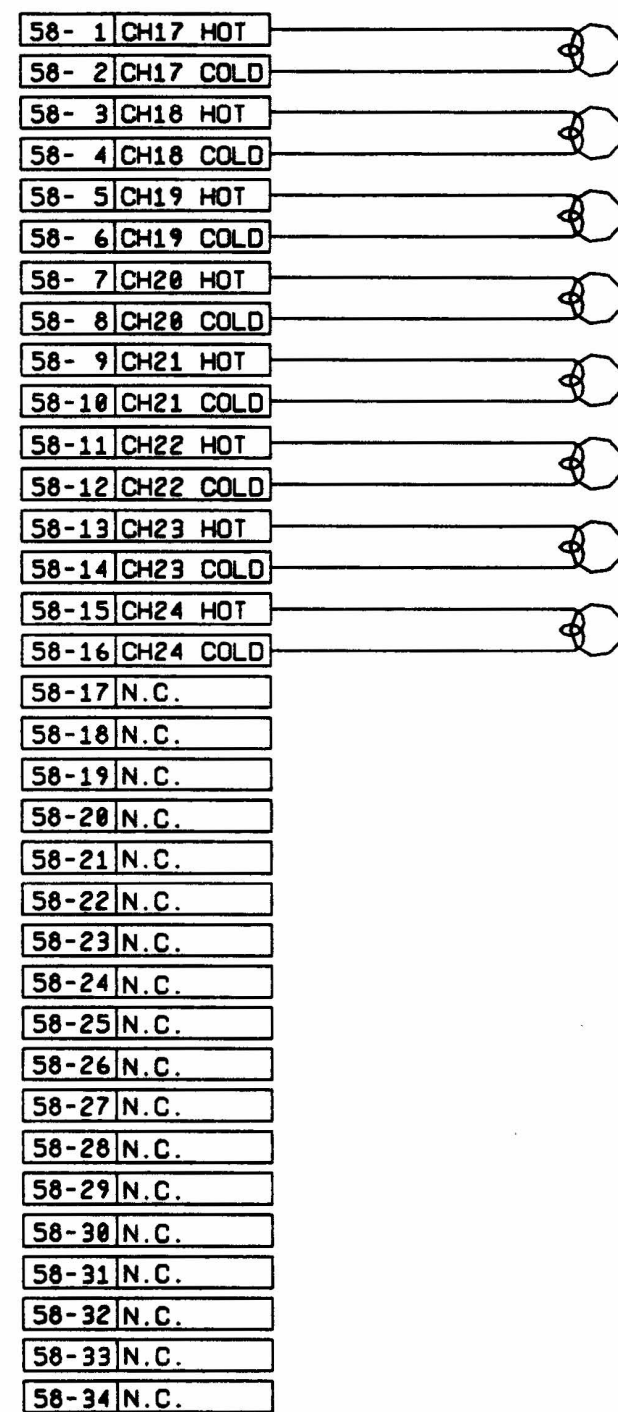 58- 1 CH17 HOT
58- 2 CH17 COLD
58- 3 CH18 HOT
58- 4 CH18 COLD
58- 5 CH19 HOT
58- 6 CH19 COLD
58- 7 CH20 HOT
58- 8 CH20 COLD
58- 9 CH21 HOT
58-10 CH21 COLD
58-11 CH22 HOT
58-12 CH22 COLD
58-13 CH23 HOT
58-14 CH23 COLD
58-15 CH24 HOT
58-16 CH24 COLD
58-17 N.C.
58-18 N.C.
58-19 N.C.
58-20 N.C.
58-21 N.C.
58-22 N.C.
58-23 N.C.
58-24 N.C.
58-25 N.C.
58-26 N.C.
58-27 N.C.
58-28 N.C.
58-29 N.C.
58-30 N.C.
58-31 N.C.
58-32 N.C.
58-33 N.C.
58-34 N.C.